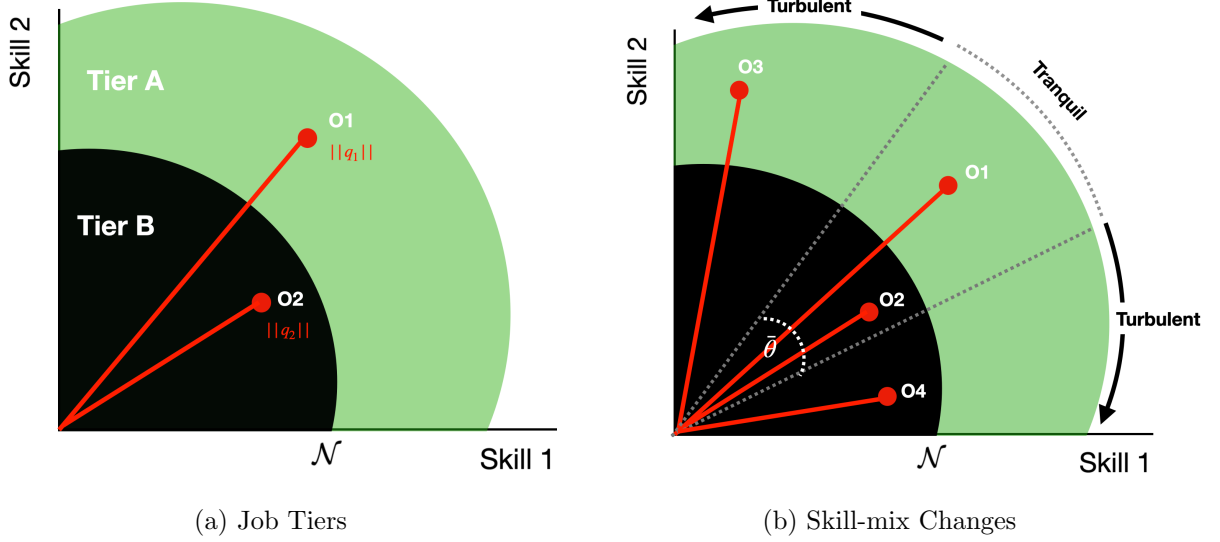 Skill 2
Tier A
O1
||q₁||
Tier B
O2
||q₂||
𝒩
Skill 1
(a) Job Tiers
Turbulent
Skill 2
O3
Tranquil
O1
O2
θ̄
Turbulent
O4
𝒩
Skill 1
(b) Skill-mix Changes